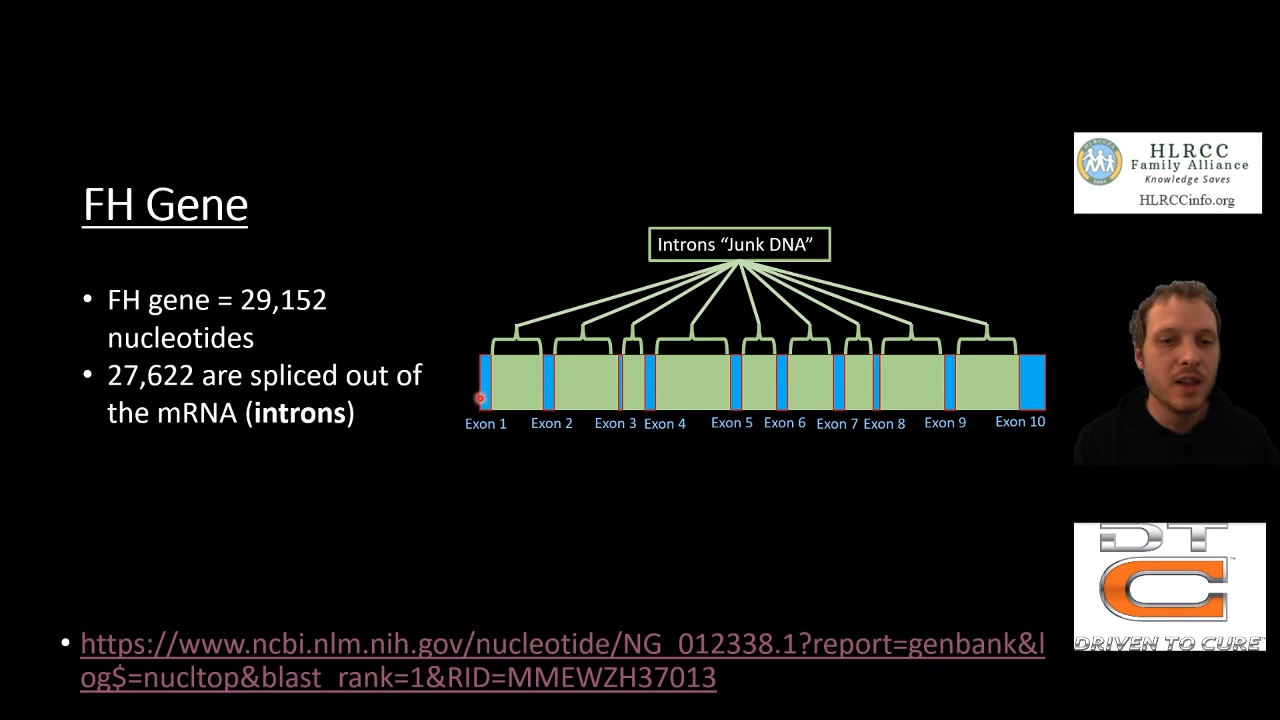 HLRCC
Family Alliance
Knowledge Saves
HLRCCinfo.org
FH Gene
Introns “Junk DNA”
• FH gene = 29,152
nucleotides
• 27,622 are spliced out of
the mRNA (introns)
Exon 1 Exon 2 Exon 3 Exon 4 Exon 5 Exon 6 Exon 7 Exon 8 Exon 9 Exon 10
DTC™
DRIVEN TO CURE
• https://www.ncbi.nlm.nih.gov/nucleotide/NG_012338.1?report=genbank&l
og$=nucltop&blast_rank=1&RID=MMEWZH37013